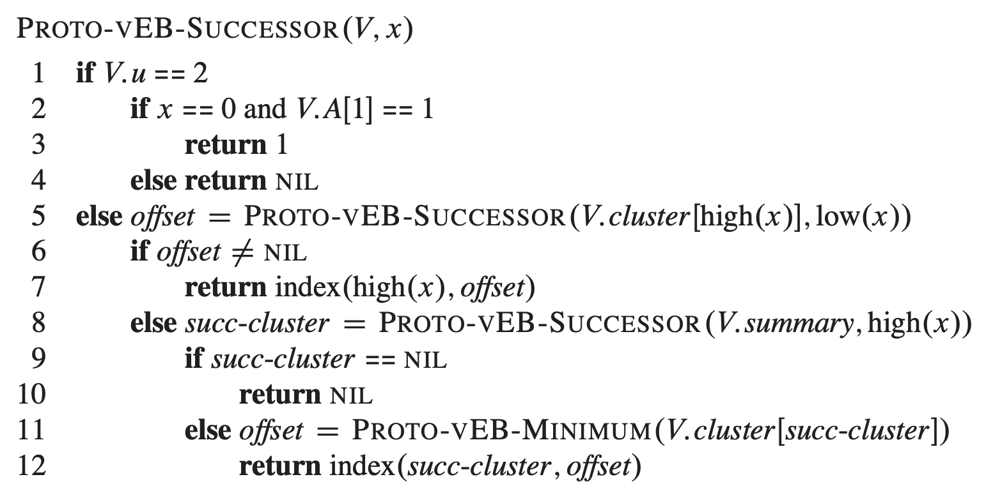 PROTO-VEB-SUCCESSOR(V, x)
1 if V.u == 2
2 if x == 0 and V.A[1] == 1
3 return 1
4 else return NIL
5 else offset = PROTO-VEB-SUCCESSOR(V.cluster[high(x)], low(x))
6 if offset ≠ NIL
7 return index(high(x), offset)
8 else succ-cluster = PROTO-VEB-SUCCESSOR(V.summary, high(x))
9 if succ-cluster == NIL
10 return NIL
11 else offset = PROTO-VEB-MINIMUM(V.cluster[succ-cluster])
12 return index(succ-cluster, offset)